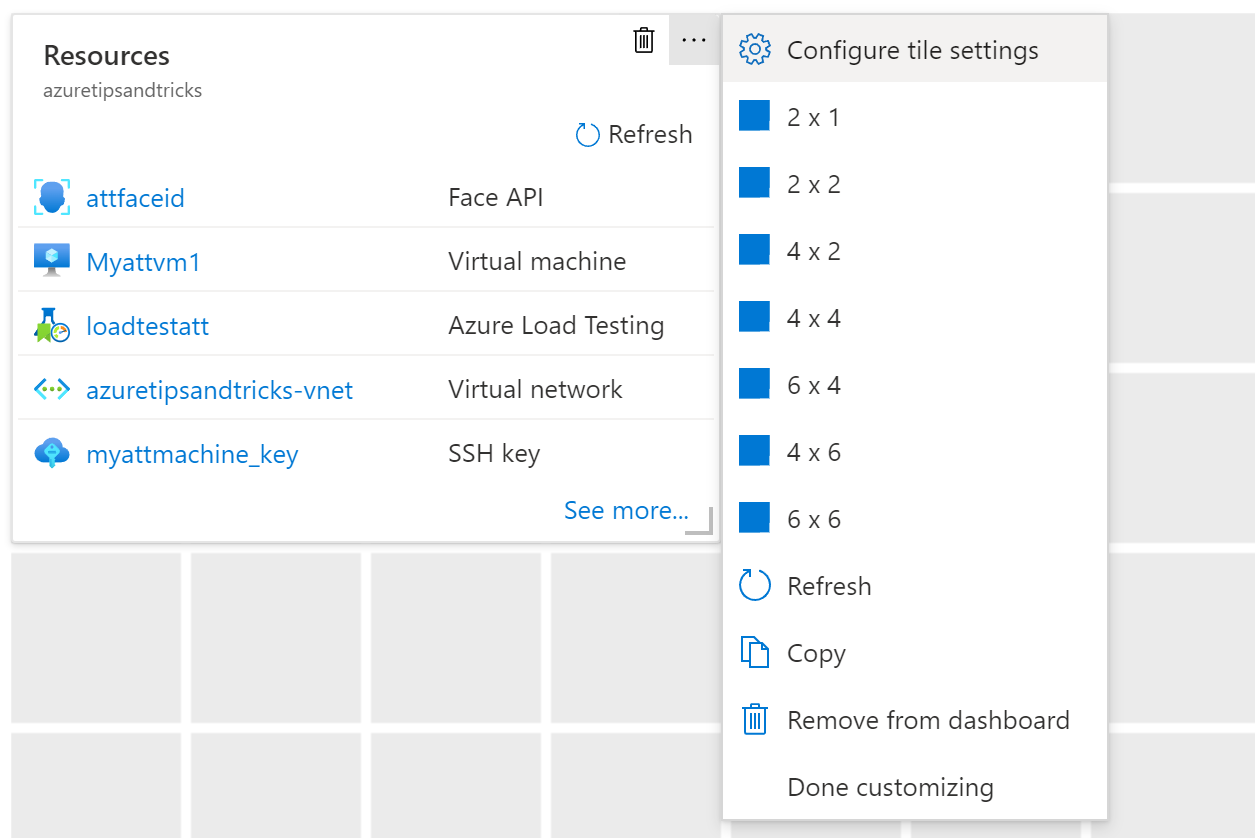 Resources
azuretipsandtricks
Refresh
attfaceid Face API
Myattvm1 Virtual machine
loadtestatt Azure Load Testing
azuretipsandtricks-vnet Virtual network
myattmachine_key SSH key
See more...
Configure tile settings
2 x 1
2 x 2
4 x 2
4 x 4
6 x 4
4 x 6
6 x 6
Refresh
Copy
Remove from dashboard
Done customizing